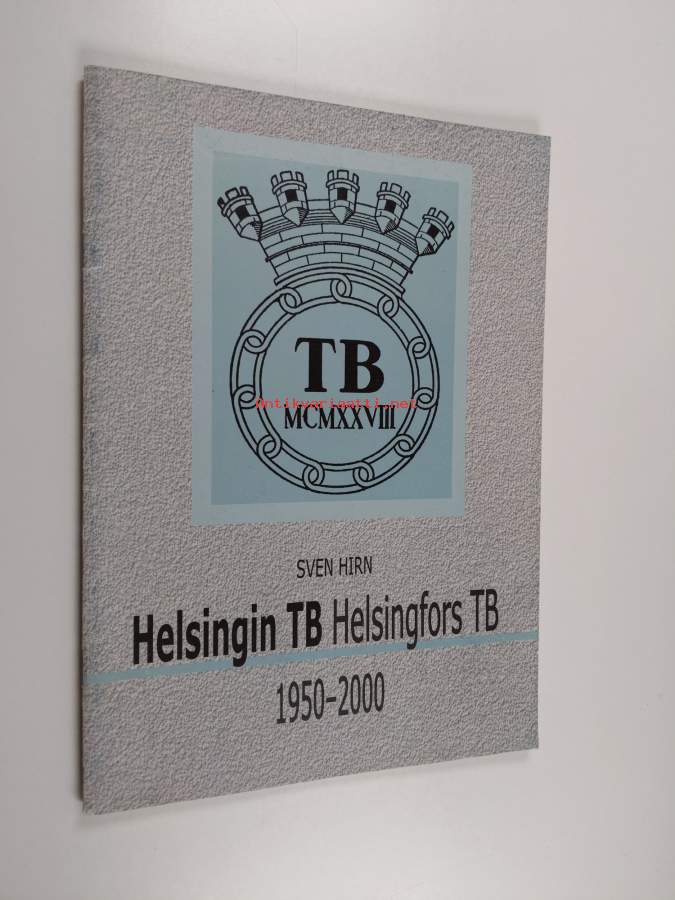 TB
Antikvariaatti.net
MCMXXVIII
SVEN HIRN
Helsingin TB Helsingfors TB
1950-2000